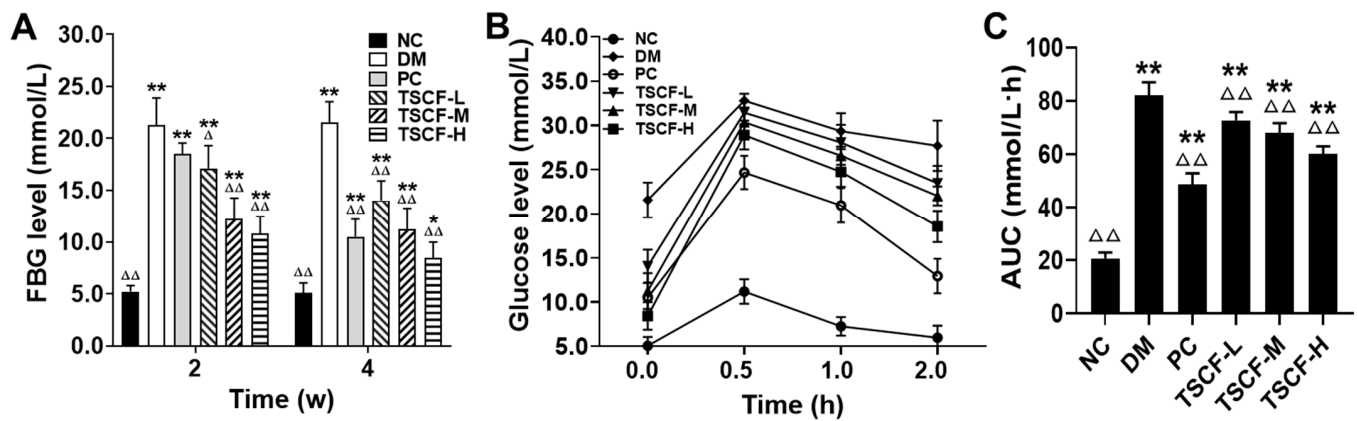 A
FBG level (mmol/L)
30.0
25.0
20.0
15.0
10.0
5.0
0.0
NC
DM
PC
TSCF-L
TSCF-M
TSCF-H
ΔΔ
**
**
**
Δ
**
ΔΔ
**
ΔΔ
ΔΔ
**
**
ΔΔ
**
ΔΔ
**
ΔΔ
*
ΔΔ
2
4
Time (w)
B
Glucose level (mmol/L)
40.0
35.0
30.0
25.0
20.0
15.0
10.0
5.0
NC
DM
PC
TSCF-L
TSCF-M
TSCF-H
0.0
0.5
1.0
2.0
Time (h)
C
AUC (mmol/L·h)
100
80
60
40
20
0
ΔΔ
**
**
ΔΔ
**
ΔΔ
**
ΔΔ
**
ΔΔ
NC
DM
PC
TSCF-L
TSCF-M
TSCF-H